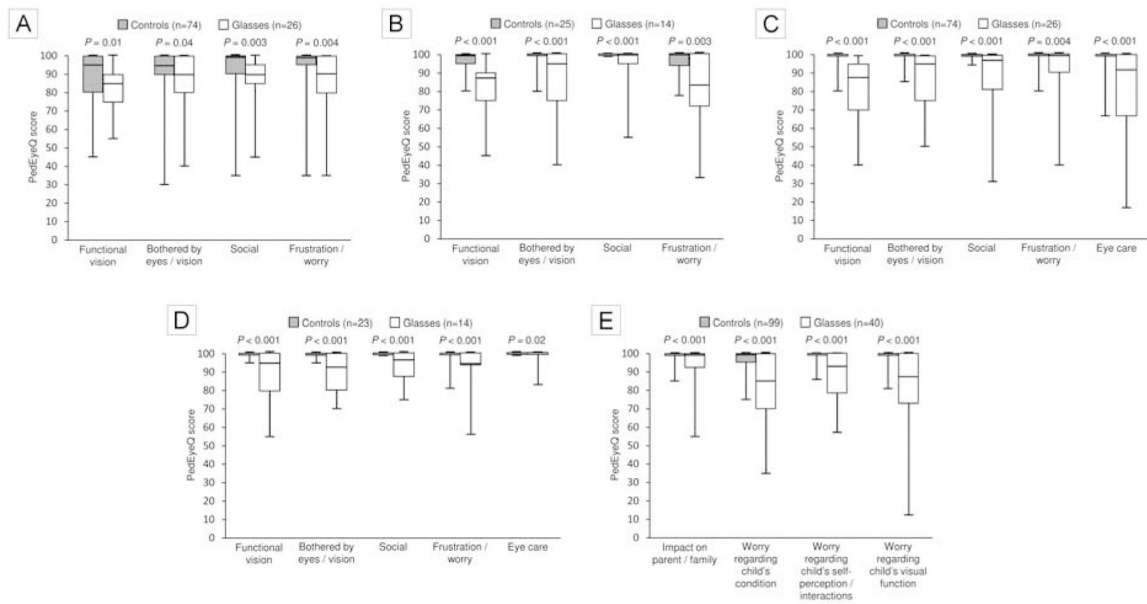 A
Controls (n=74) Glasses (n=26)
P = 0.01 P = 0.04 P = 0.003 P = 0.004
PedEyeQ score
100
90
80
70
60
50
40
30
20
10
0
Functional vision
Bothered by eyes / vision
Social
Frustration / worry
B
Controls (n=25) Glasses (n=14)
P < 0.001 P < 0.001 P < 0.001 P = 0.003
PedEyeQ score
100
90
80
70
60
50
40
30
20
10
0
Functional vision
Bothered by eyes / vision
Social
Frustration / worry
C
Controls (n=74) Glasses (n=26)
P < 0.001 P < 0.001 P < 0.001 P = 0.004 P < 0.001
PedEyeQ score
100
90
80
70
60
50
40
30
20
10
0
Functional vision
Bothered by eyes / vision
Social
Frustration / worry
Eye care
D
Controls (n=23) Glasses (n=14)
P < 0.001 P < 0.001 P < 0.001 P < 0.001 P = 0.02
PedEyeQ score
100
90
80
70
60
50
40
30
20
10
0
Functional vision
Bothered by eyes / vision
Social
Frustration / worry
Eye care
E
Controls (n=99) Glasses (n=40)
P < 0.001 P < 0.001 P < 0.001 P < 0.001
PedEyeQ score
100
90
80
70
60
50
40
30
20
10
0
Impact on parent / family
Worry regarding child's condition
Worry regarding child's self-perception / interactions
Worry regarding child's visual function